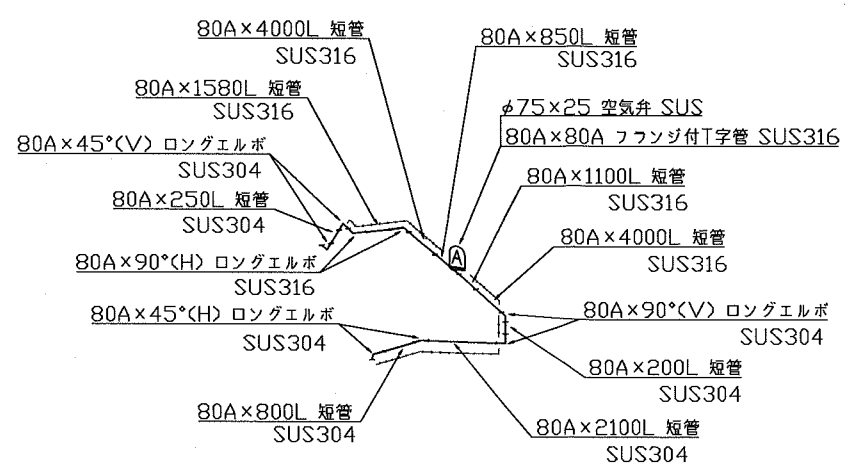 80A×4000L 短管
SUS316
80A×850L 短管
SUS316
80A×1580L 短管
SUS316
φ75×25 空気弁 SUS
80A×80A フランジ付T字管 SUS316
80A×45°(V) ロングエルボ
SUS304
80A×1100L 短管
SUS316
80A×250L 短管
SUS304
80A×4000L 短管
SUS316
A
80A×90°(H) ロングエルボ
SUS316
80A×45°(H) ロングエルボ
SUS304
80A×90°(V) ロングエルボ
SUS304
80A×200L 短管
SUS304
80A×800L 短管
SUS304
80A×2100L 短管
SUS304